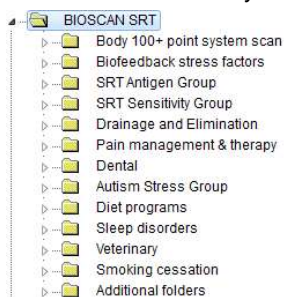 BIOSCAN SRT
Body 100+ point system scan
Biofeedback stress factors
SRT Antigen Group
SRT Sensitivity Group
Drainage and Elimination
Pain management & therapy
Dental
Autism Stress Group
Diet programs
Sleep disorders
Veterinary
Smoking cessation
Additional folders